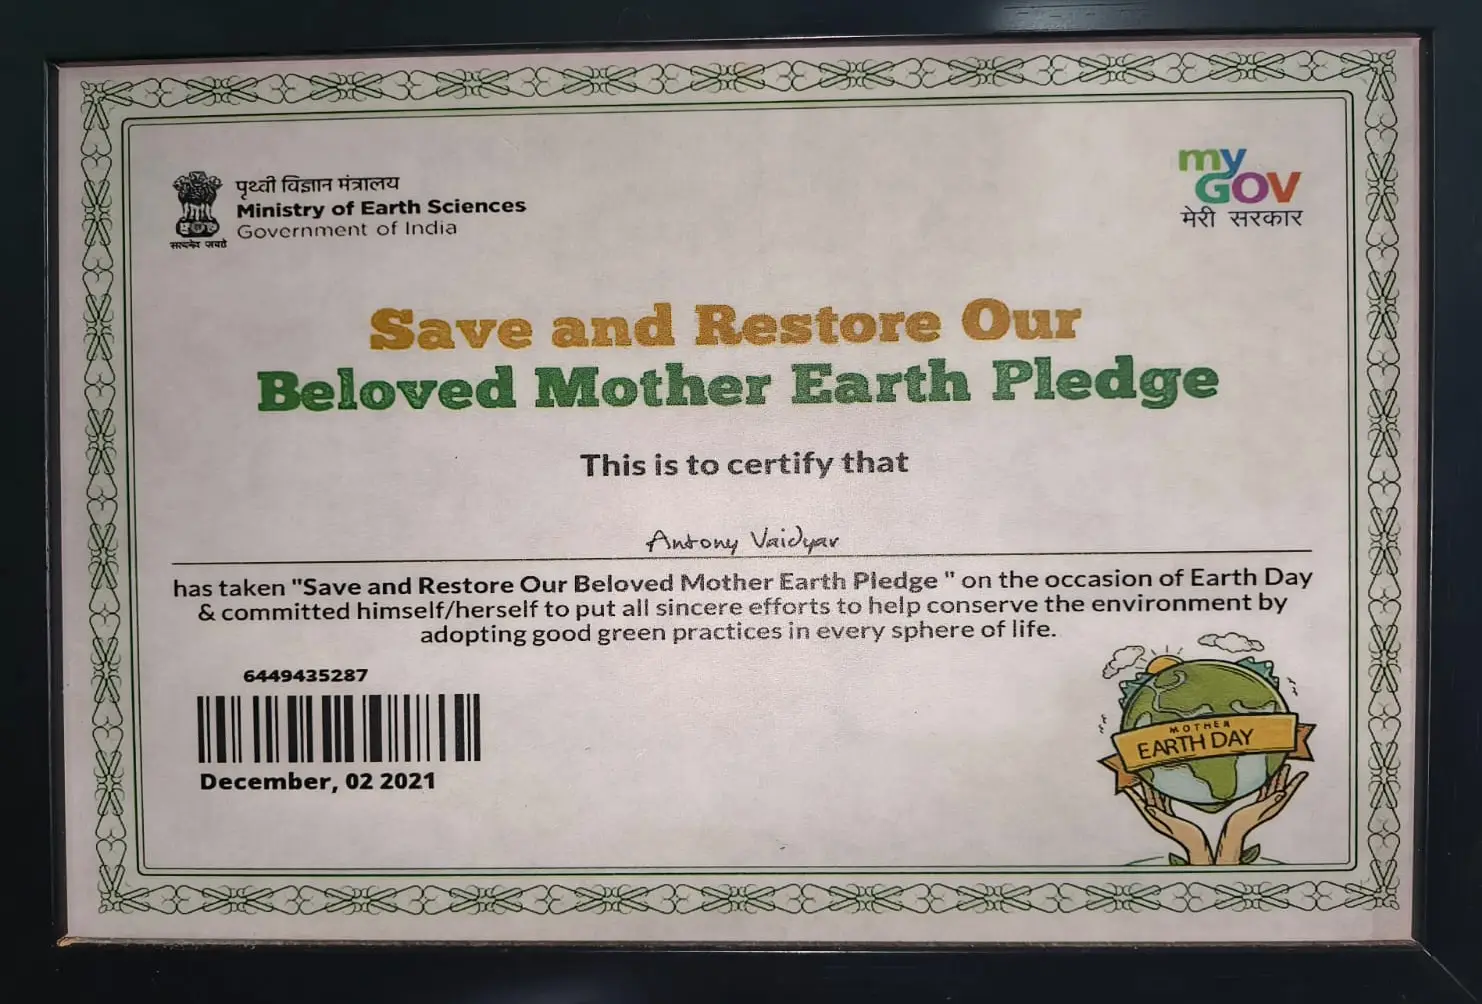 पृथ्वी विज्ञान मंत्रालय
Ministry of Earth Sciences
Government of India
सत्यमेव जयते
my
GOV
मेरी सरकार
Save and Restore Our
Beloved Mother Earth Pledge
This is to certify that
Antony Vaidyar
has taken "Save and Restore Our Beloved Mother Earth Pledge " on the occasion of Earth Day
& committed himself/herself to put all sincere efforts to help conserve the environment by
adopting good green practices in every sphere of life.
6449435287
December, 02 2021
MOTHER
EARTH DAY